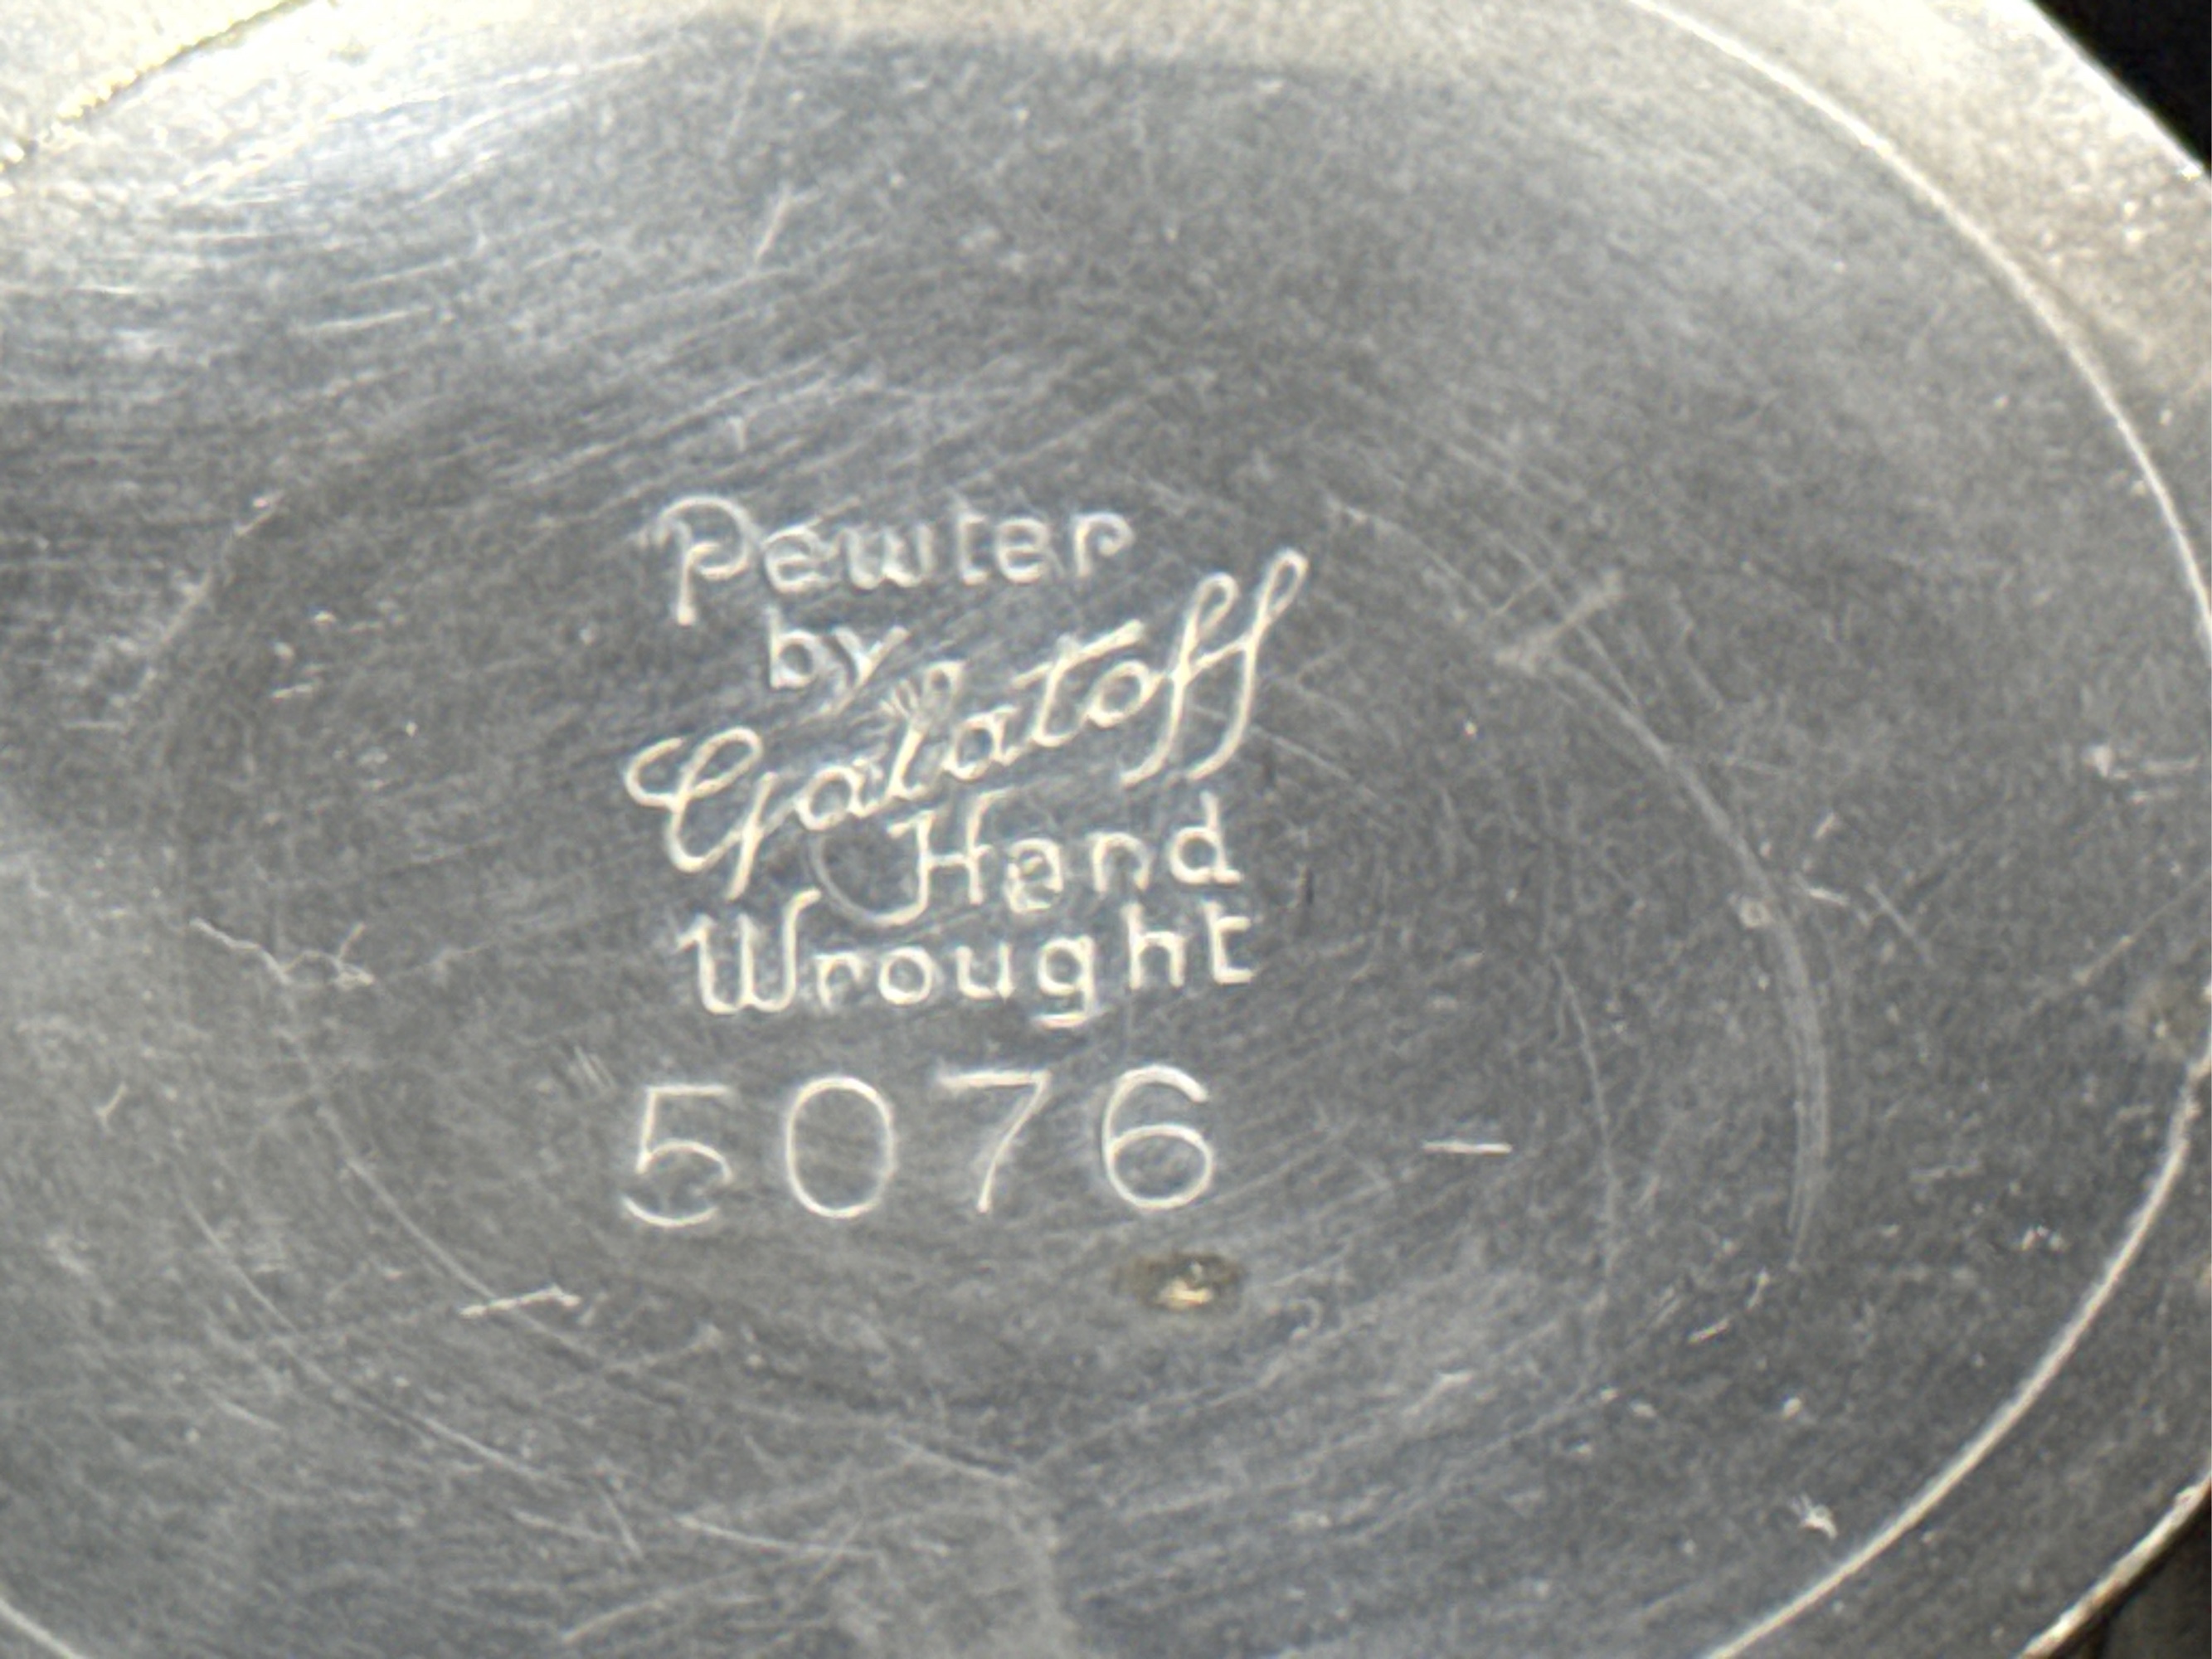 Pewter
by
Galatoff
Hand
Wrought
5076